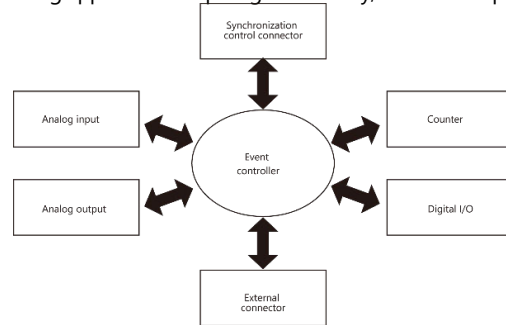 Synchronization
control connector
Analog input
Counter
Event
controller
Analog output
Digital I/O
External
connector